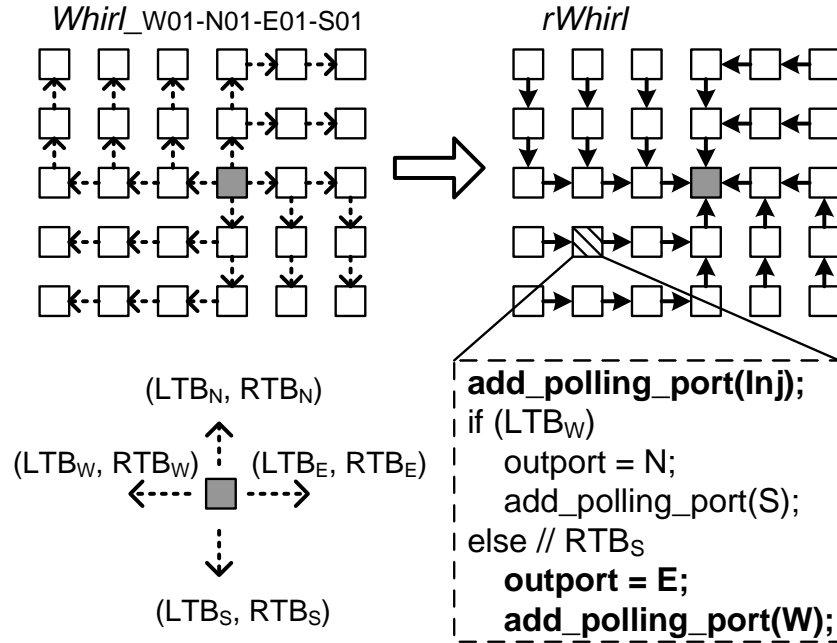 Whirl_W01-N01-E01-S01
rWhirl
(LTB_N, RTB_N)
(LTB_W, RTB_W)
(LTB_E, RTB_E)
(LTB_S, RTB_S)
add_polling_port(Inj);
if (LTB_W)
outport = N;
add_polling_port(S);
else // RTB_S
outport = E;
add_polling_port(W);